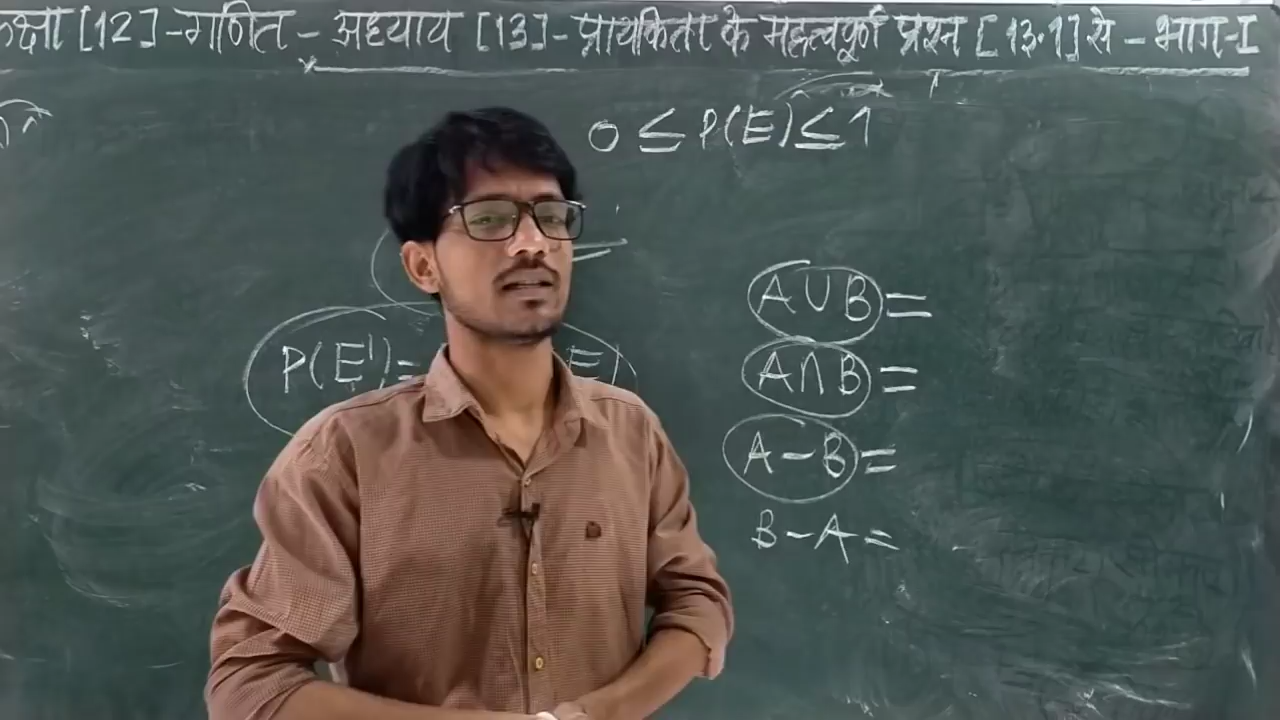 कक्षा [12]-गणित - अध्याय [13]- प्रायिकता के महत्वपूर्ण प्रश्न [13.1] से - भाग-I
0 ≤ P(E) ≤ 1
A∪B =
P(E')= E)
A∩B =
A-B =
B-A =